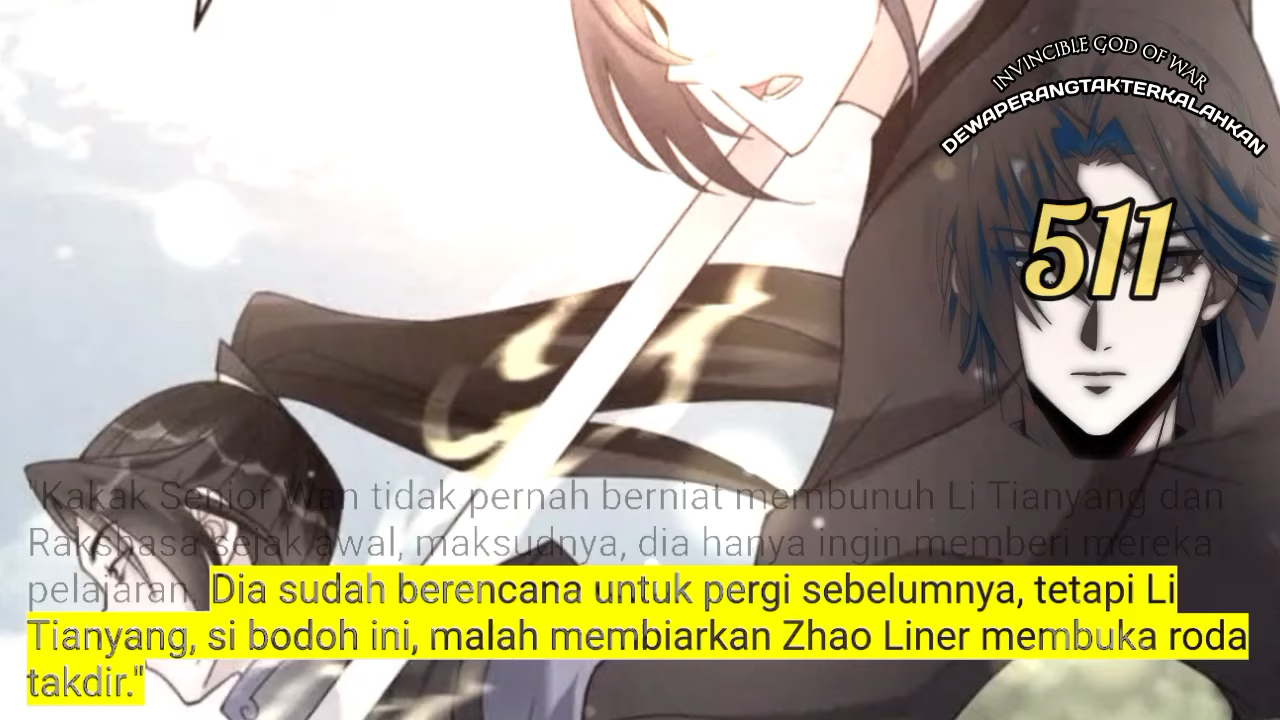 INVINCIBLE GOD OF WAR
DEWAPERANGTAKTERKALAHKAN
511
"Kakak Senior Wan tidak pernah berniat membunuh Li Tianyang dan
Rakshasa sejak awal, maksudnya, dia hanya ingin memberi mereka
pelajaran. Dia sudah berencana untuk pergi sebelumnya, tetapi Li
Tianyang, si bodoh ini, malah membiarkan Zhao Liner membuka roda
takdir."